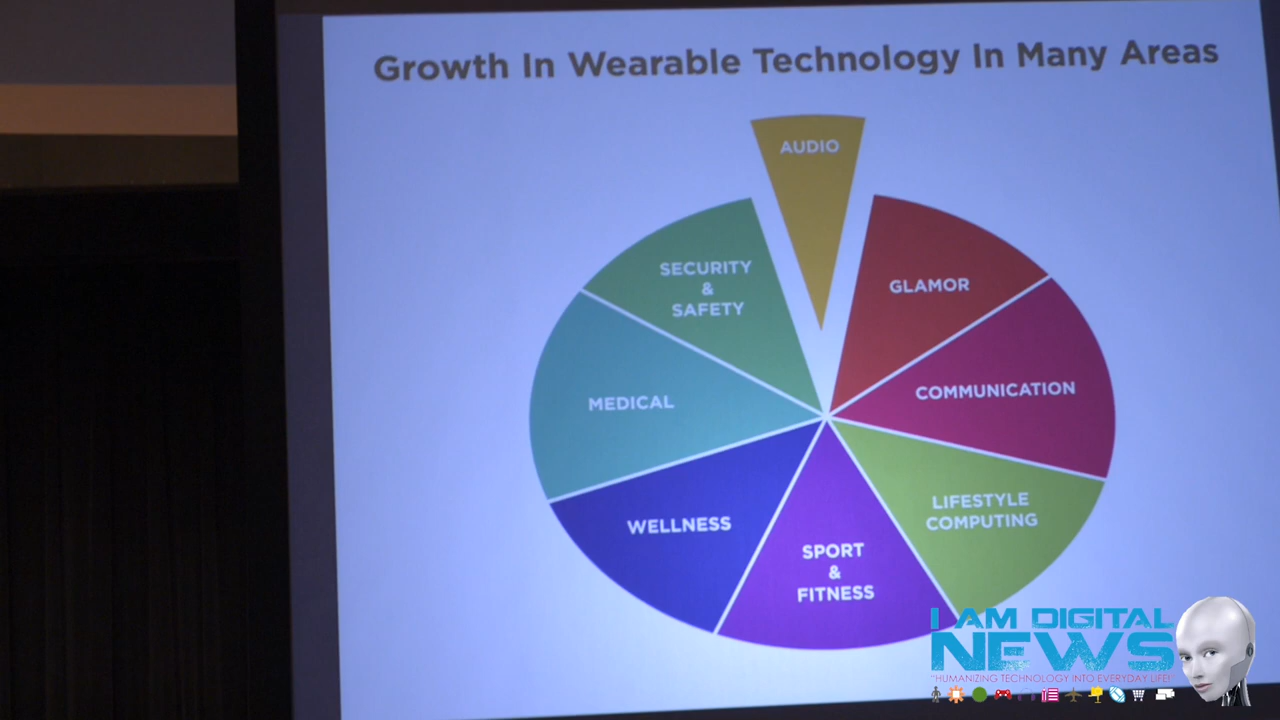 Growth In Wearable Technology In Many Areas
AUDIO
SECURITY
&
SAFETY
GLAMOR
MEDICAL
COMMUNICATION
WELLNESS
LIFESTYLE
COMPUTING
SPORT
&
FITNESS
I AM DIGITAL
NEWS
"HUMANIZING TECHNOLOGY INTO EVERYDAY LIFE!"